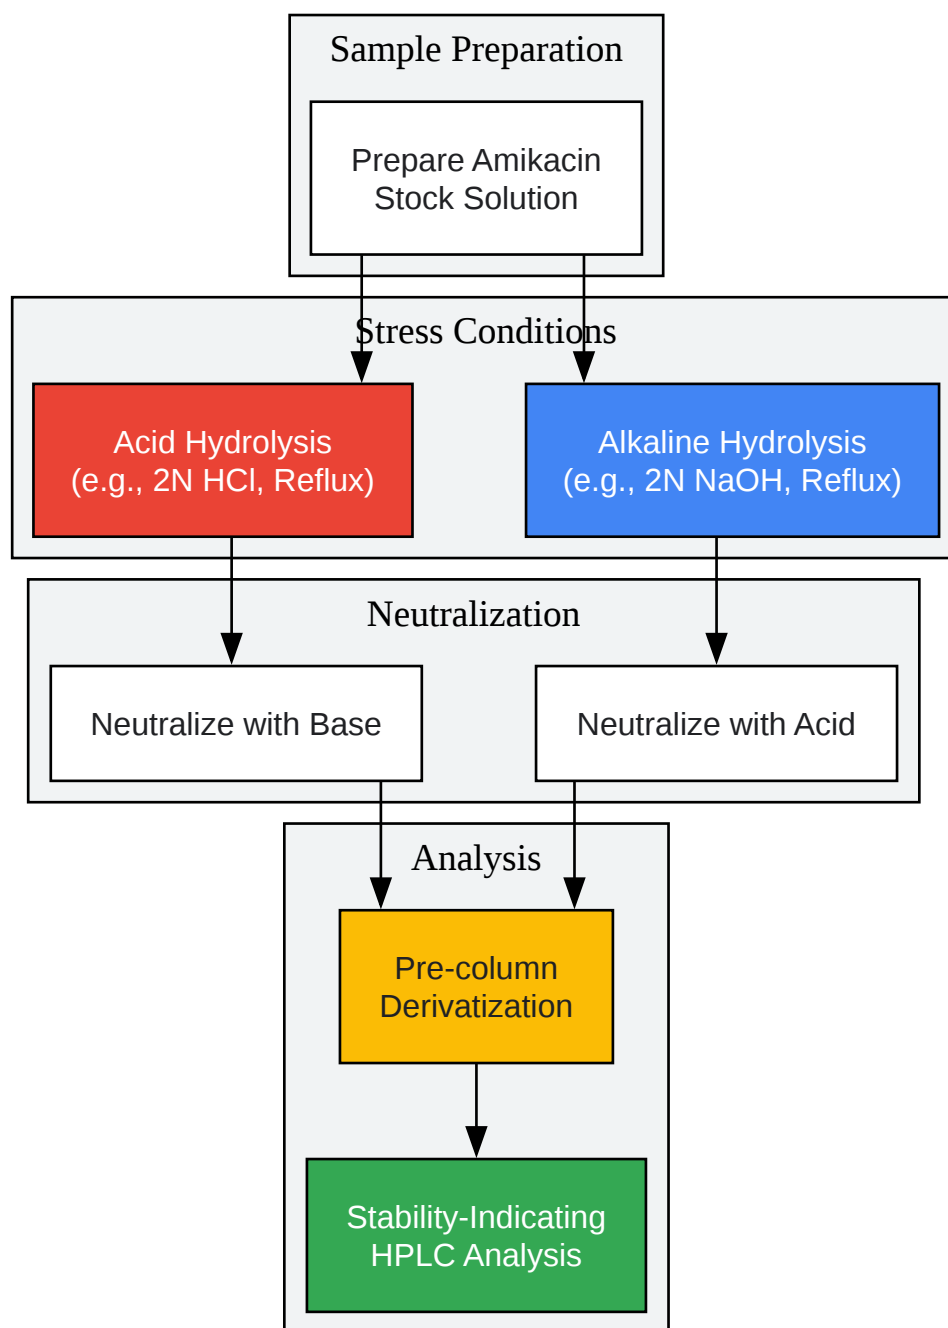 Sample Preparation
Prepare Amikacin
Stock Solution
Stress Conditions
Acid Hydrolysis
(e.g., 2N HCl, Reflux)
Alkaline Hydrolysis
(e.g., 2N NaOH, Reflux)
Neutralization
Neutralize with Base
Neutralize with Acid
Analysis
Pre-column
Derivatization
Stability-Indicating
HPLC Analysis